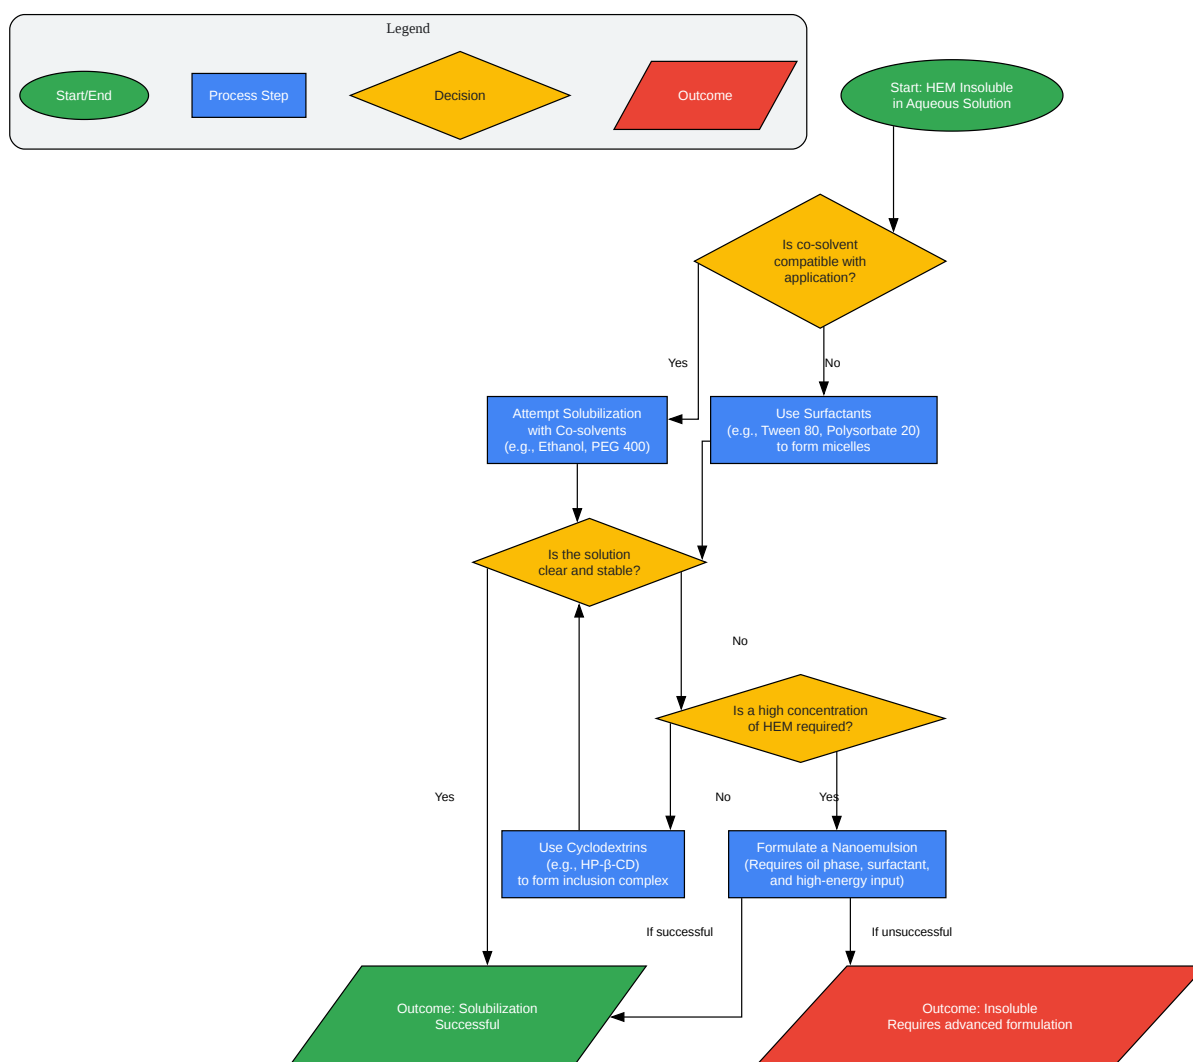 Legend
Start/End
Process Step
Decision
Outcome
Start: HEM Insoluble
in Aqueous Solution
Is co-solvent
compatible with
application?
Yes
No
Attempt Solubilization
with Co-solvents
(e.g., Ethanol, PEG 400)
Use Surfactants
(e.g., Tween 80, Polysorbate 20)
to form micelles
Is the solution
clear and stable?
No
Is a high concentration
of HEM required?
Yes
No
Yes
Use Cyclodextrins
(e.g., HP-β-CD)
to form inclusion complex
Formulate a Nanoemulsion
(Requires oil phase, surfactant,
and high-energy input)
If successful
If unsuccessful
Outcome: Solubilization
Successful
Outcome: Insoluble
Requires advanced formulation